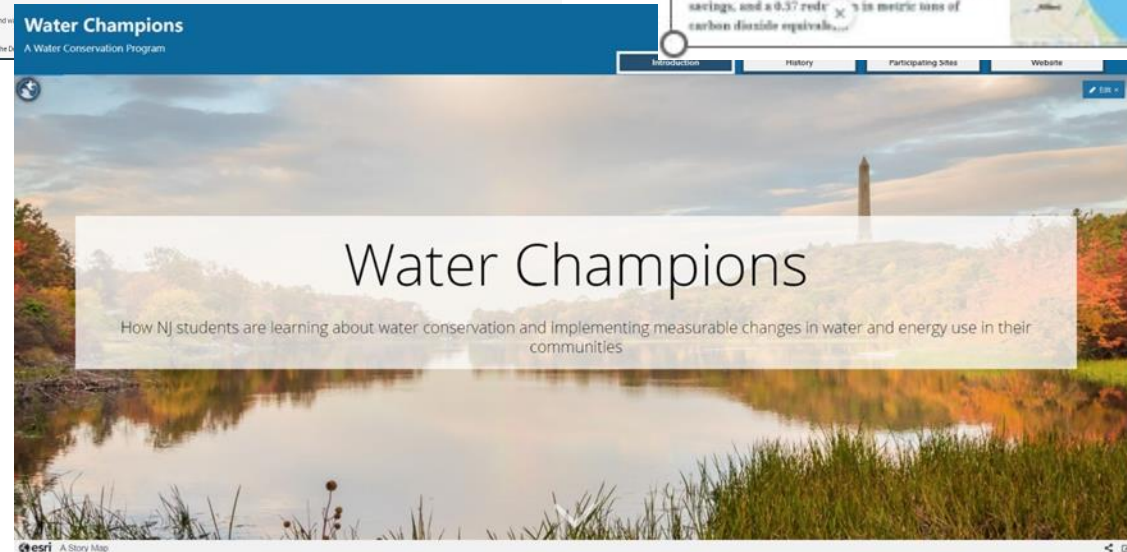 savings, and a 0.37 redu
in metric tons of
carbon dioxide equivale
Water Champions
A Water Conservation Program
Introduction
History
Participating Sites
Website
Edit
Water Champions
How NJ students are learning about water conservation and implementing measurable changes in water and energy use in their
communities
esri A Story Map